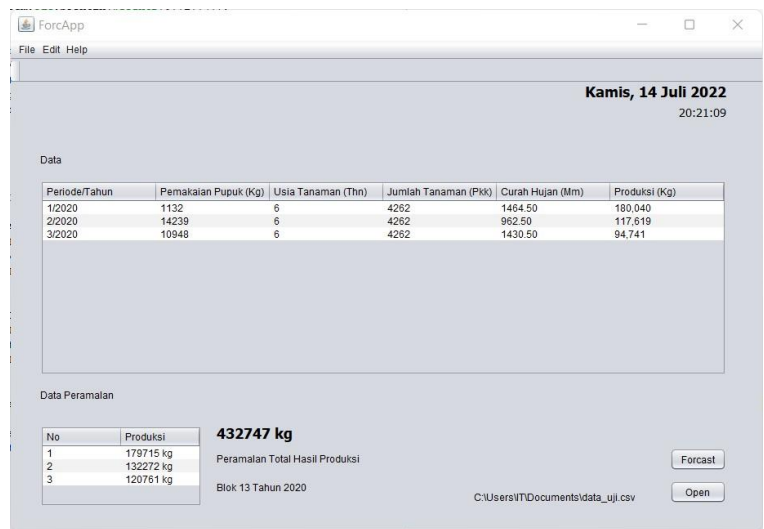 ForcApp
File Edit Help
Kamis, 14 Juli 2022
20:21:09
Data
Periode/Tahun Pemakaian Pupuk (Kg) Usia Tanaman (Thn) Jumlah Tanaman (Pkk) Curah Hujan (Mm) Produksi (Kg)
1/2020 1132 6 4262 1464.50 180,040
2/2020 14239 6 4262 962.50 117,619
3/2020 10948 6 4262 1430.50 94,741
Data Peramalan
No Produksi
1 179715 kg
2 132272 kg
3 120761 kg
432747 kg
Peramalan Total Hasil Produksi
Blok 13 Tahun 2020
Forcast
C:\Users\IT\Documents\data_uji.csv
Open